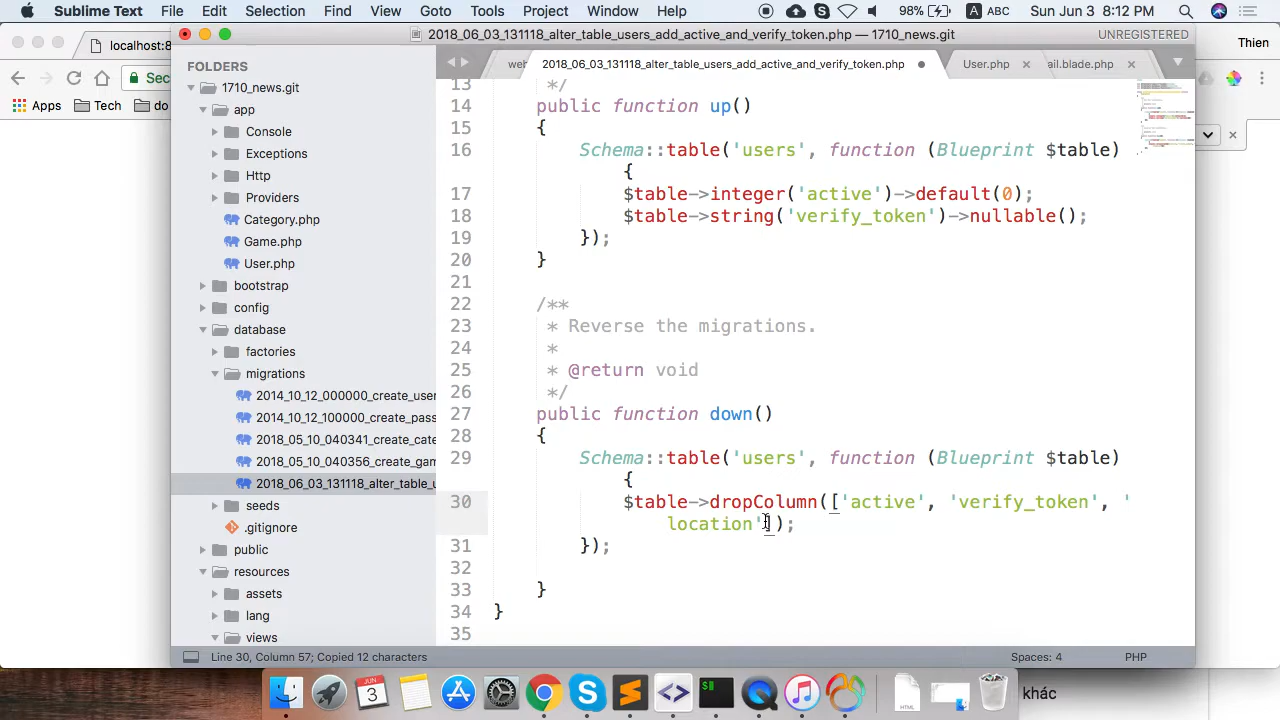 Sublime Text File Edit Selection Find View Goto Tools Project Window Help 98% A ABC Sun Jun 3 8:12 PM
2018_06_03_131118_alter_table_users_add_active_and_verify_token.php — 1710_news.git UNREGISTERED
localhost:8
Thien
Sec
Apps Tech do
FOLDERS
1710_news.git
app
Console
Exceptions
Http
Providers
Category.php
Game.php
User.php
bootstrap
config
database
factories
migrations
2014_10_12_000000_create_user
2014_10_12_100000_create_pass
2018_05_10_040341_create_cate
2018_05_10_040356_create_gam
2018_06_03_131118_alter_table_u
seeds
.gitignore
public
resources
assets
lang
views
web 2018_06_03_131118_alter_table_users_add_active_and_verify_token.php User.php ail.blade.php
13 */
14 public function up()
15 {
16 Schema::table('users', function (Blueprint $table)
{
17 $table->integer('active')->default(0);
18 $table->string('verify_token')->nullable();
19 });
20 }
21
22 /**
23 * Reverse the migrations.
24 *
25 * @return void
26 */
27 public function down()
28 {
29 Schema::table('users', function (Blueprint $table)
{
30 $table->dropColumn(['active', 'verify_token', '
location']);
31 });
32
33 }
34 }
35
Line 30, Column 57; Copied 12 characters Spaces: 4 PHP
3
HTML
khác